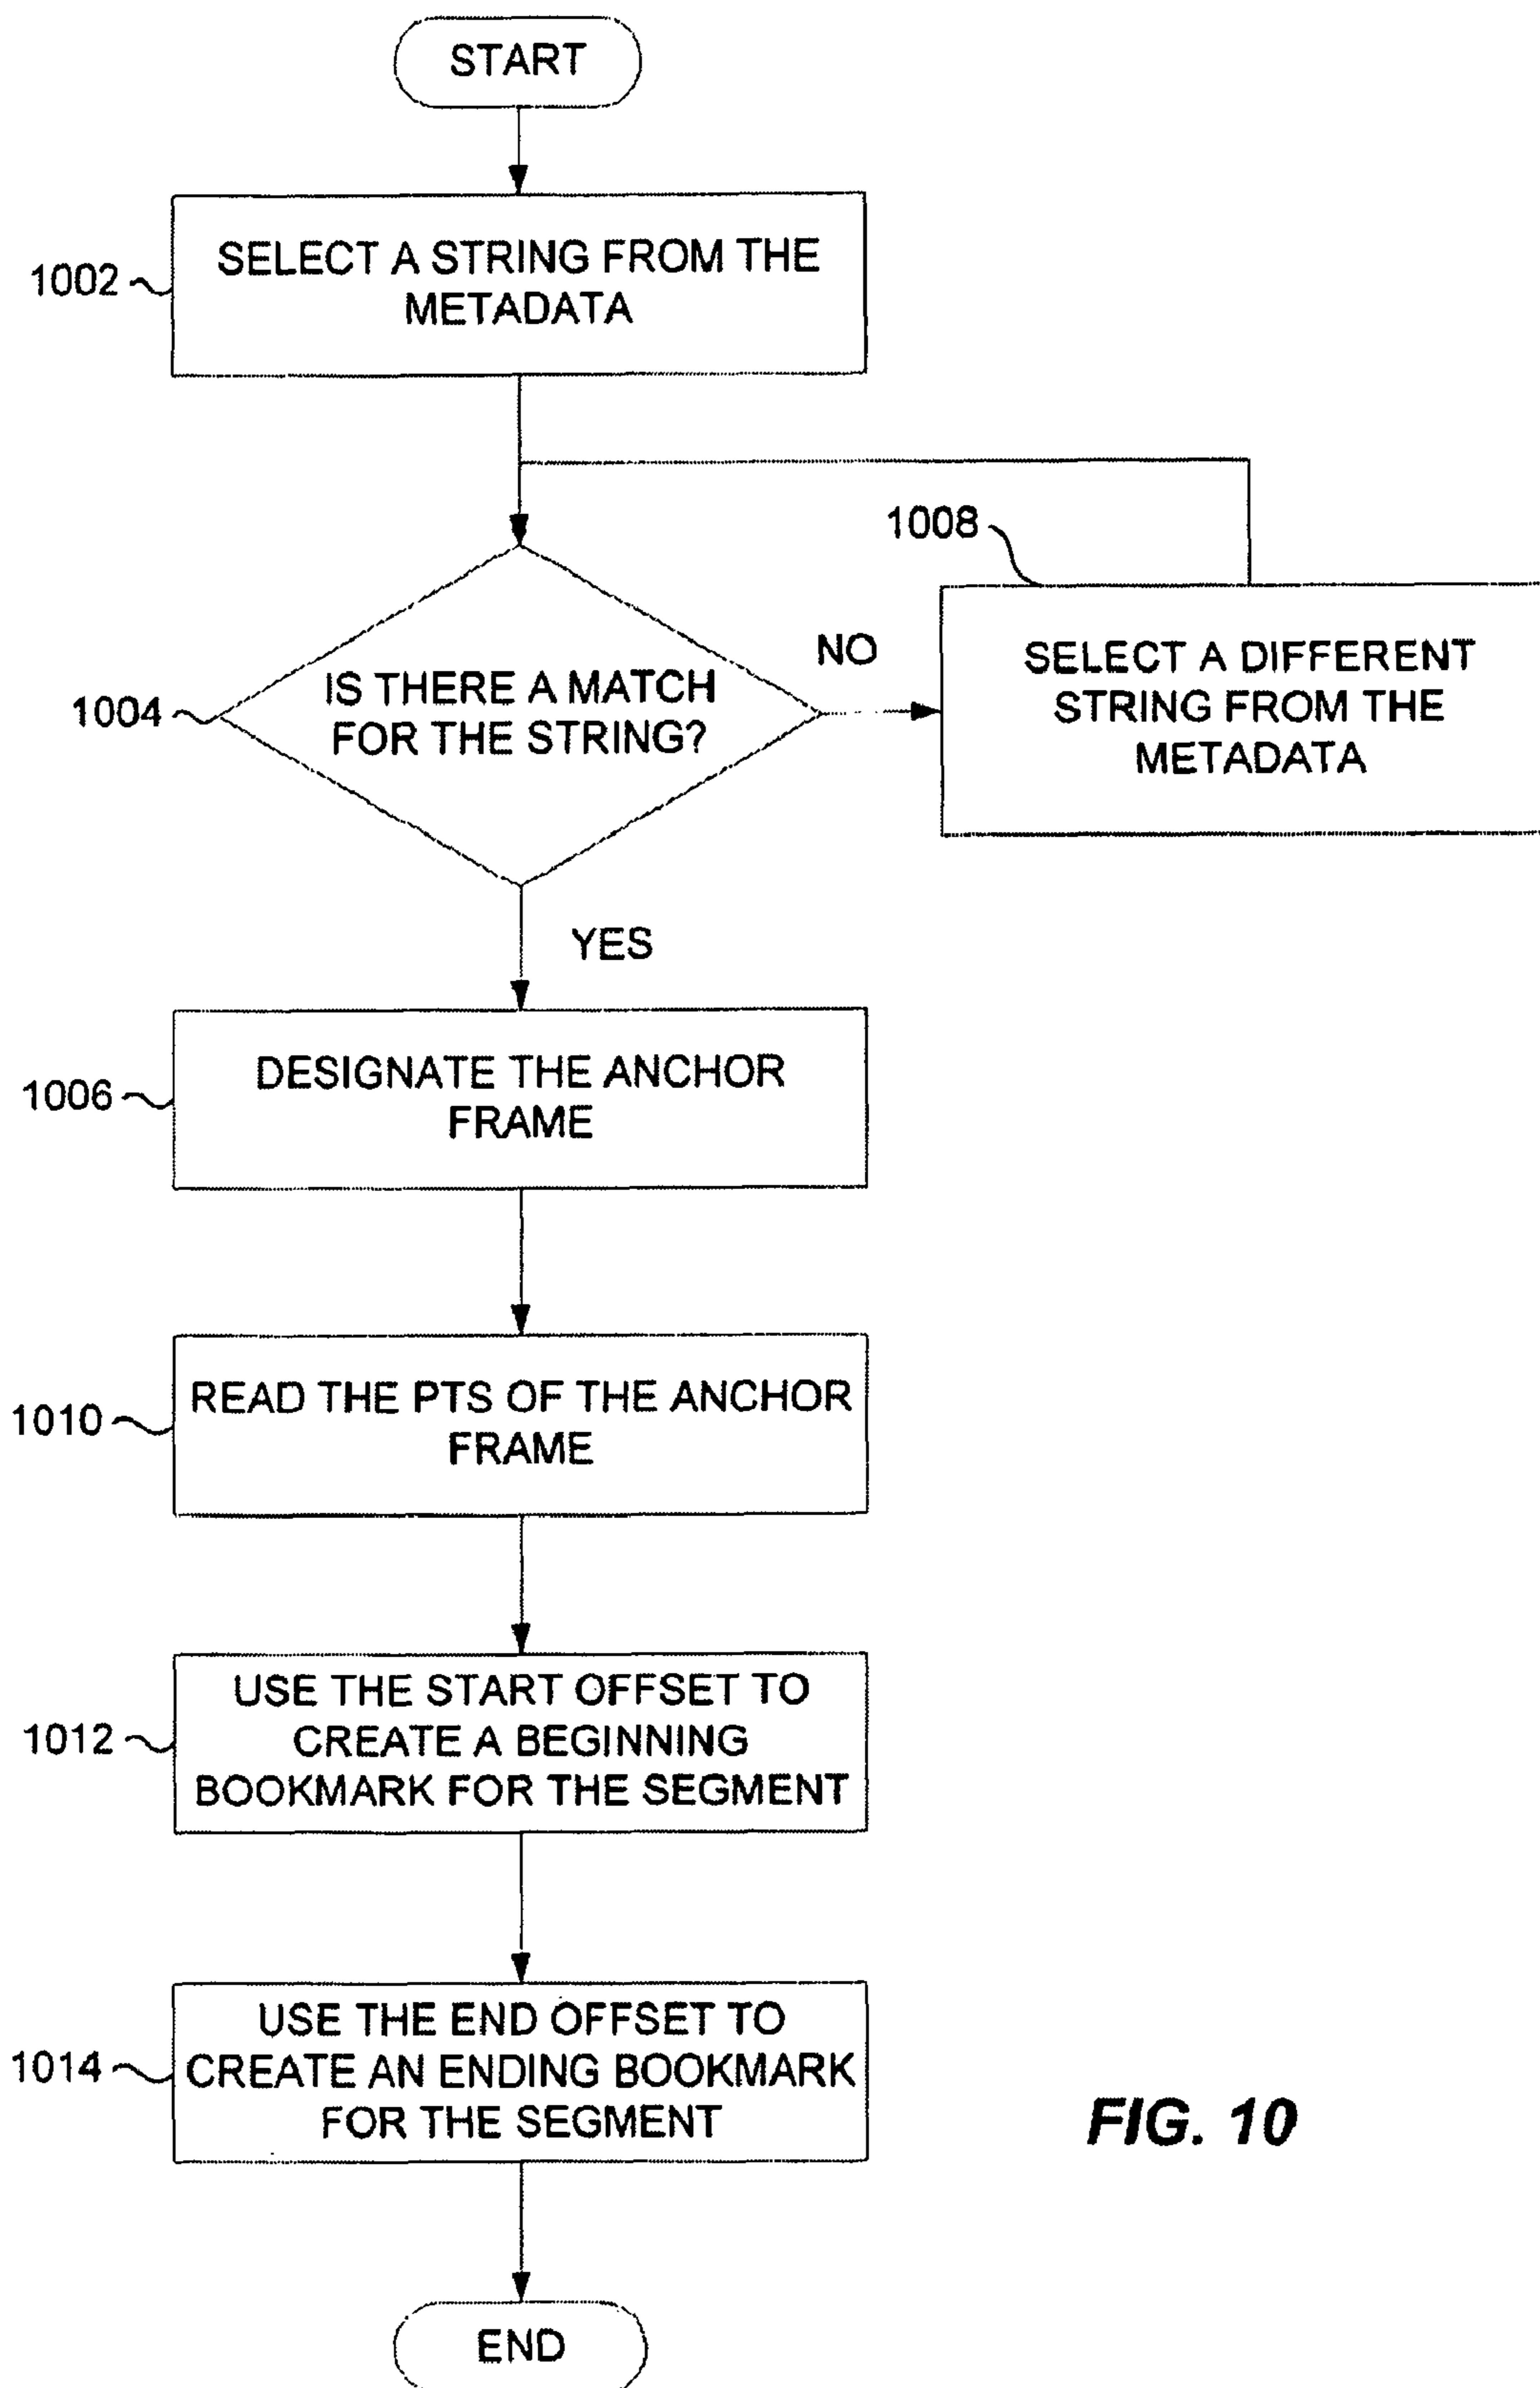 START
1002
SELECT A STRING FROM THE
METADATA
1008
NO
SELECT A DIFFERENT
STRING FROM THE
METADATA
1004
IS THERE A MATCH
FOR THE STRING?
YES
1006
DESIGNATE THE ANCHOR
FRAME
1010
READ THE PTS OF THE ANCHOR
FRAME
1012
USE THE START OFFSET TO
CREATE A BEGINNING
BOOKMARK FOR THE SEGMENT
1014
USE THE END OFFSET TO
CREATE AN ENDING BOOKMARK
FOR THE SEGMENT
FIG. 10
END